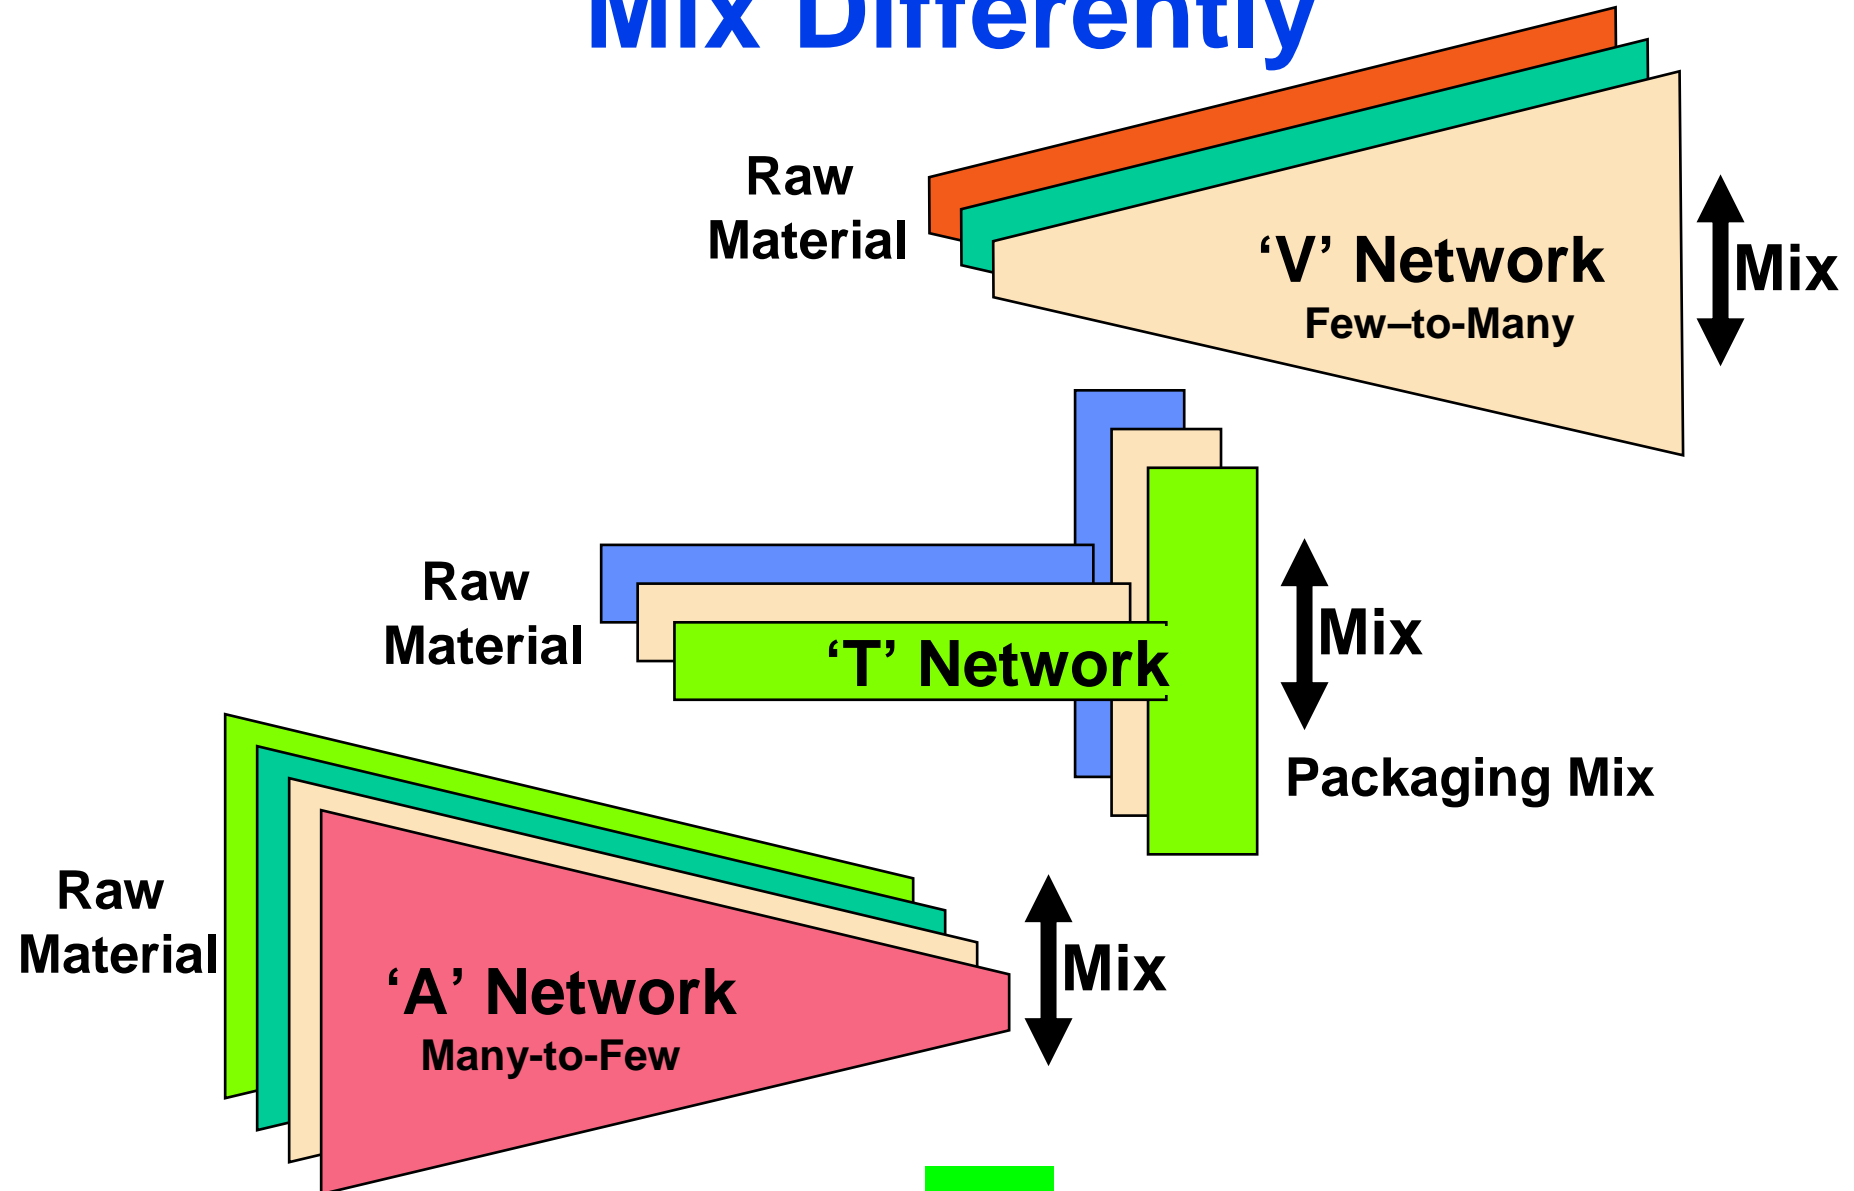 Mix Differently
Raw
Material
‘V’ Network
Few–to-Many
Mix
Raw
Material
‘T’ Network
Mix
Packaging Mix
Raw
Material
‘A’ Network
Many-to-Few
Mix